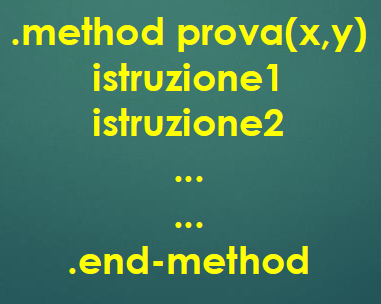 .method prova(x,y)
istruzione1
istruzione2
...
...
.end-method